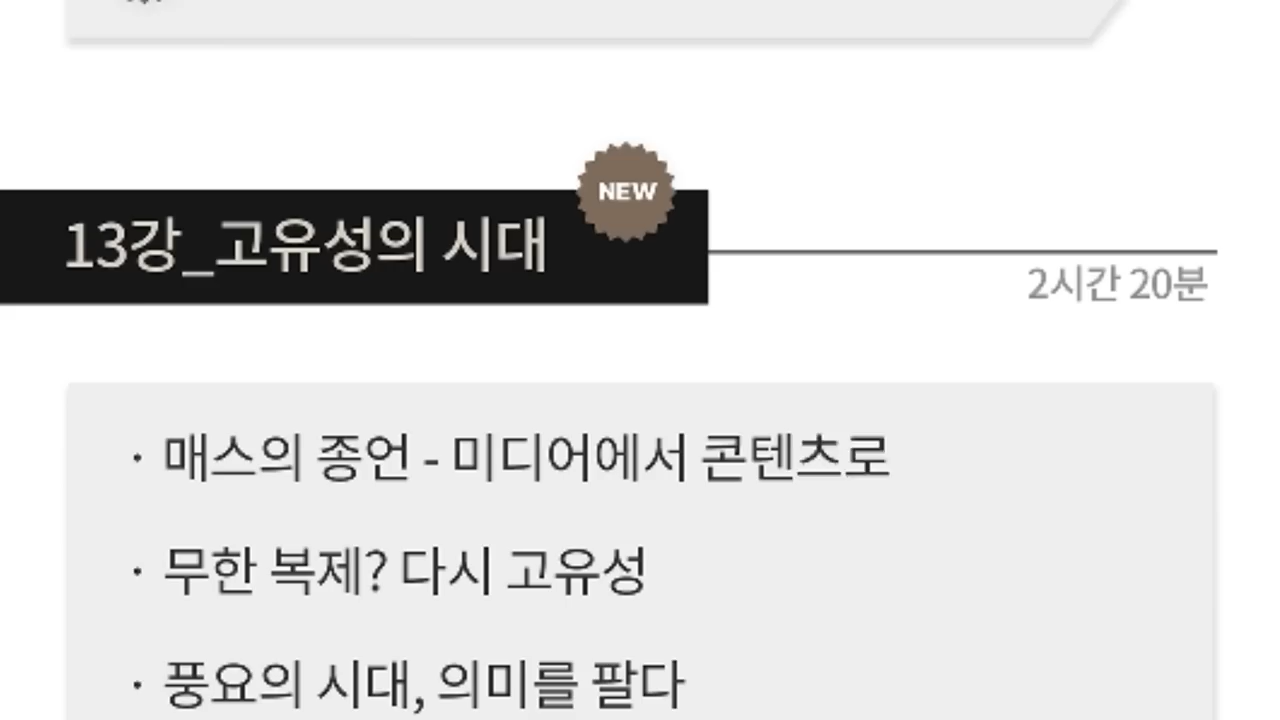 NEW
13강_고유성의 시대
2시간 20분
· 매스의 종언 - 미디어에서 콘텐츠로
· 무한 복제? 다시 고유성
· 풍요의 시대, 의미를 팔다